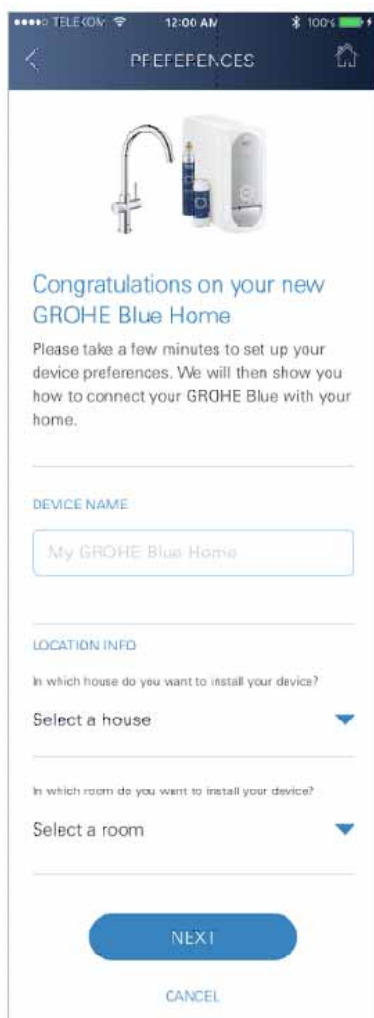 TELEKOM 12:00 AM 100%
PREFERENCES
Congratulations on your new
GROHE Blue Home
Please take a few minutes to set up your
device preferences. We will then show you
how to connect your GROHE Blue with your
home.
DEVICE NAME
My GROHE Blue Home
LOCATION INFO
In which house do you want to install your device?
Select a house
In which room do you want to install your device?
Select a room
NEXT
CANCEL